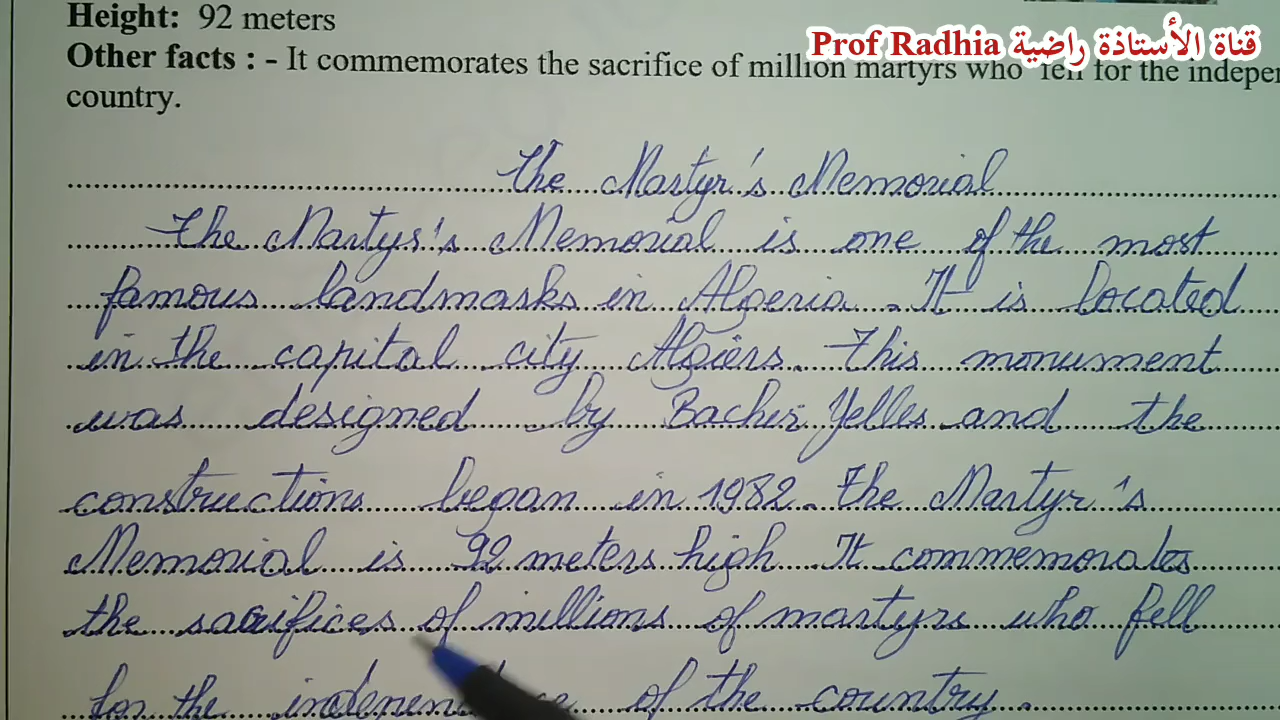 Height: 92 meters
قناة الأستاذة راضية Prof Radhia
Other facts : - It commemorates the sacrifice of million martyrs who fell for the
country.
The Martyr's Memorial
The Martyr's Memorial is one of the most
famous landmarks in Algeria. It is located
in the capital city Algiers. This monument
was designed by Bachir Yelles and the
constructions began in 1982. The Martyr's
Memorial is 92 meters high. It commemorates
the sacrifices of millions of martyrs who fell
for the of the country.